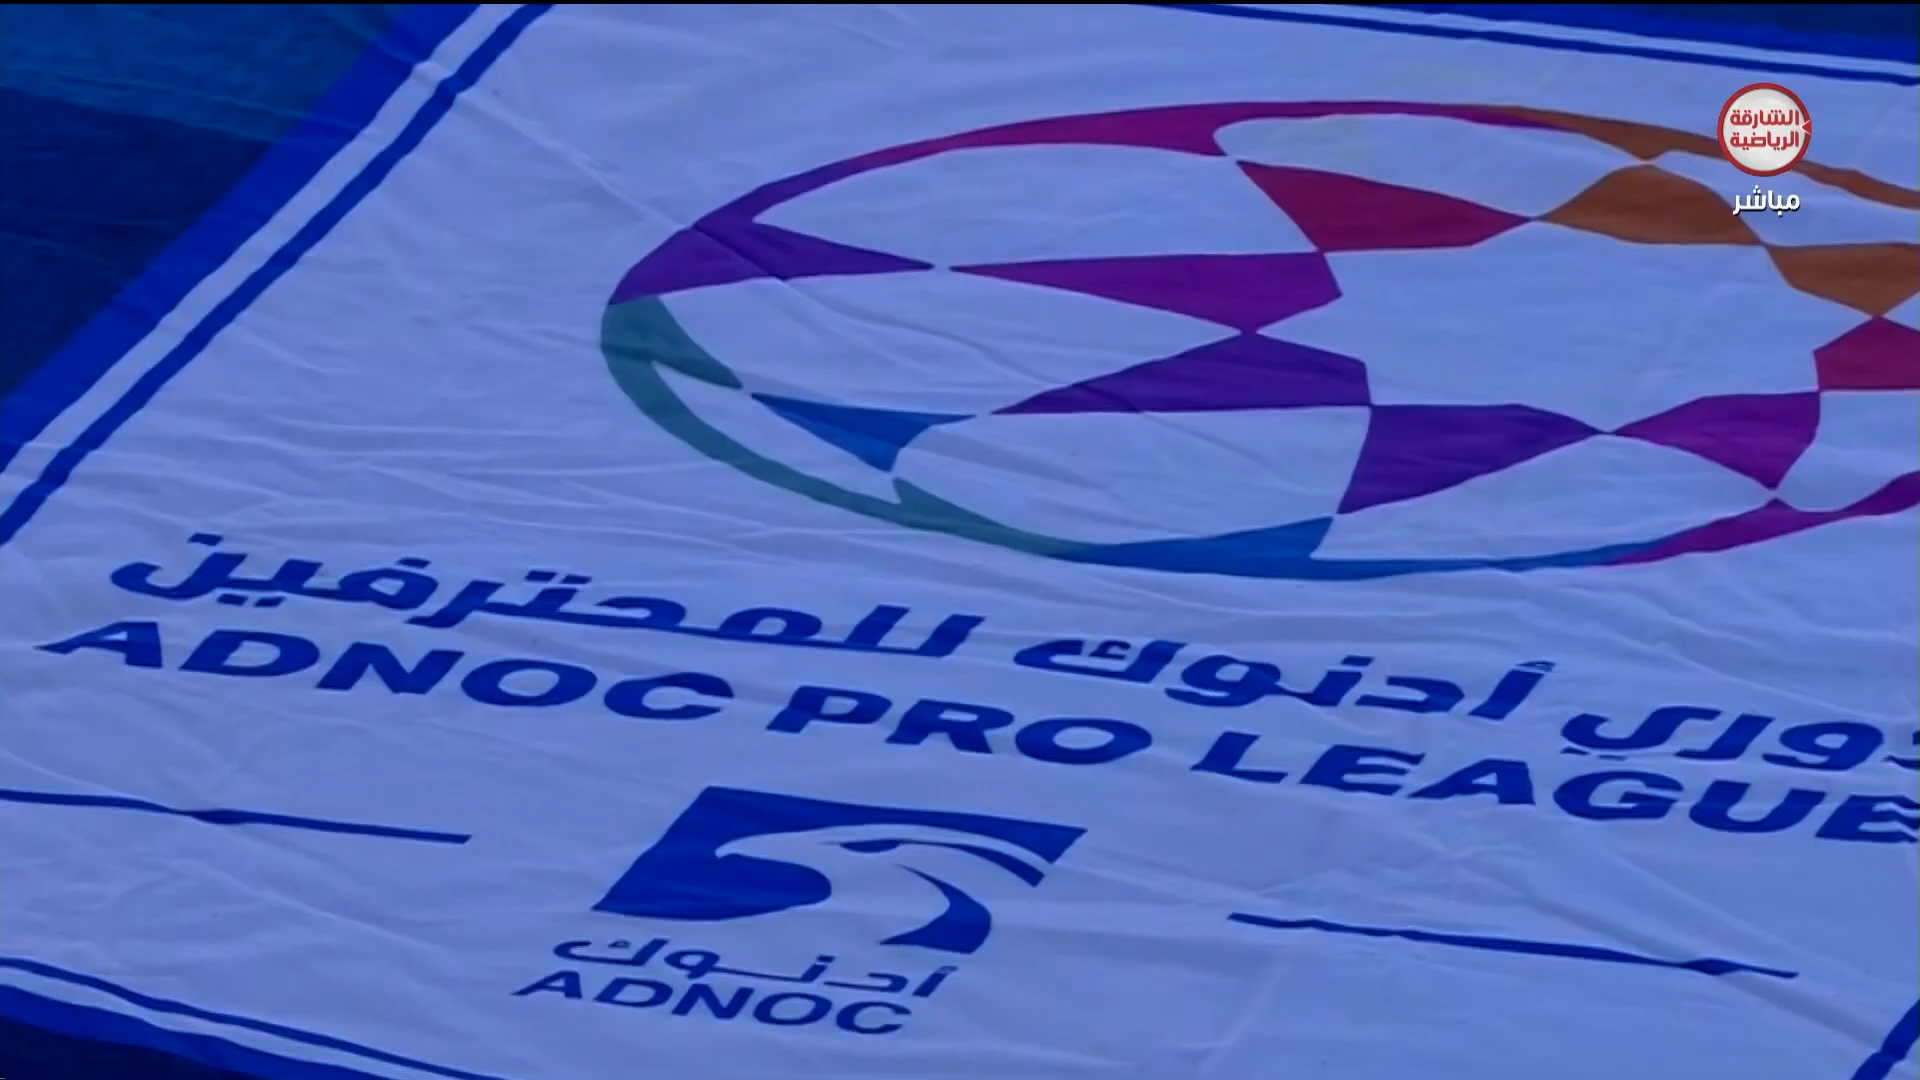 الشارقة
الرياضية
مباشر
دوري أدنوك للمحترفين
ADNOC PRO LEAGUE
أدنوك
ADNOC